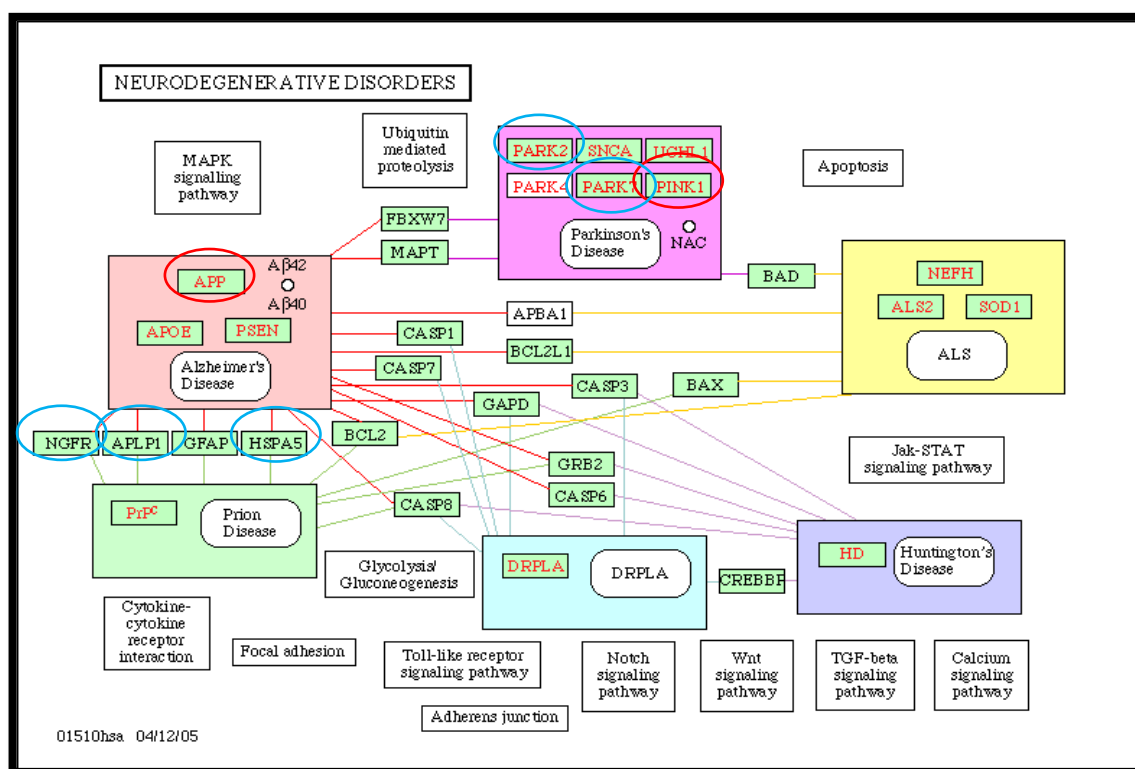 NEURODEGENERATIVE DISORDERS
MAPK
signalling
pathway
Ubiquitin
mediated
proteolysis
PARK2
SNCA
UCHL1
PARK4
PARK7
PINK1
Parkinson's
Disease
NAC
Apoptosis
FBXW7
MAPT
BAD
APP
Aβ42
Aβ40
APOE
PSEN
Alzheimer's
Disease
NEFH
ALS2
SOD1
ALS
APBA1
CASP1
BCL2L1
CASP7
CASP3
BAX
GAPD
NGFR
APLP1
GFAP
HSPA5
BCL2
GRB2
CASP6
CASP8
Jak-STAT
signaling pathway
PrPᶜ
Prion
Disease
Glycolysis/
Gluconeogenesis
DRPLA
DRPLA
CREBBP
HD
Huntington's
Disease
Cytokine-
cytokine
receptor
interaction
Focal adhesion
Toll-like receptor
signaling pathway
Notch
signaling
pathway
Wnt
signaling
pathway
TGF-beta
signaling
pathway
Calcium
signaling
pathway
Adherens junction
01510hsa 04/12/05